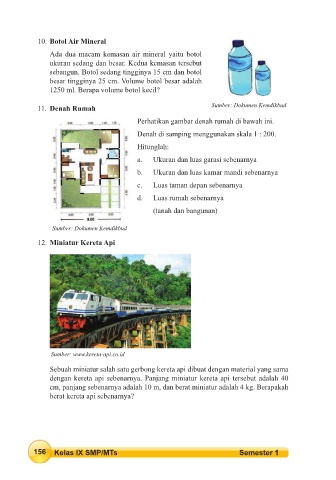 10. Botol Air Mineral
Ada dua macam kemasan air mineral yaitu botol
ukuran sedang dan besar. Kedua kemasan tersebut
sebangun. Botol sedang tingginya 15 cm dan botol
besar tingginya 25 cm. Volume botol besar adalah
1250 ml. Berapa volume botol kecil?
Sumber: Dokumen Kemdikbud
11. Denah Rumah
Perhatikan gambar denah rumah di bawah ini.
Denah di samping menggunakan skala 1 : 200.
Hitunglah:
a. Ukuran dan luas garasi sebenarnya
b. Ukuran dan luas kamar mandi sebenarnya
c. Luas taman depan sebenarnya
d. Luas rumah sebenarnya
(tanah dan bangunan)
9.00
Sumber: Dokumen Kemdikbud
12. Miniatur Kereta Api
Sumber: www.kereta-api.co.id
Sebuah miniatur salah satu gerbong kereta api dibuat dengan material yang sama
dengan kereta api sebenarnya. Panjang miniatur kereta api tersebut adalah 40
cm, panjang sebenarnya adalah 10 m, dan berat miniatur adalah 4 kg. Berapakah
berat kereta api sebenarnya?
156 Kelas IX SMP/MTs Semester 1